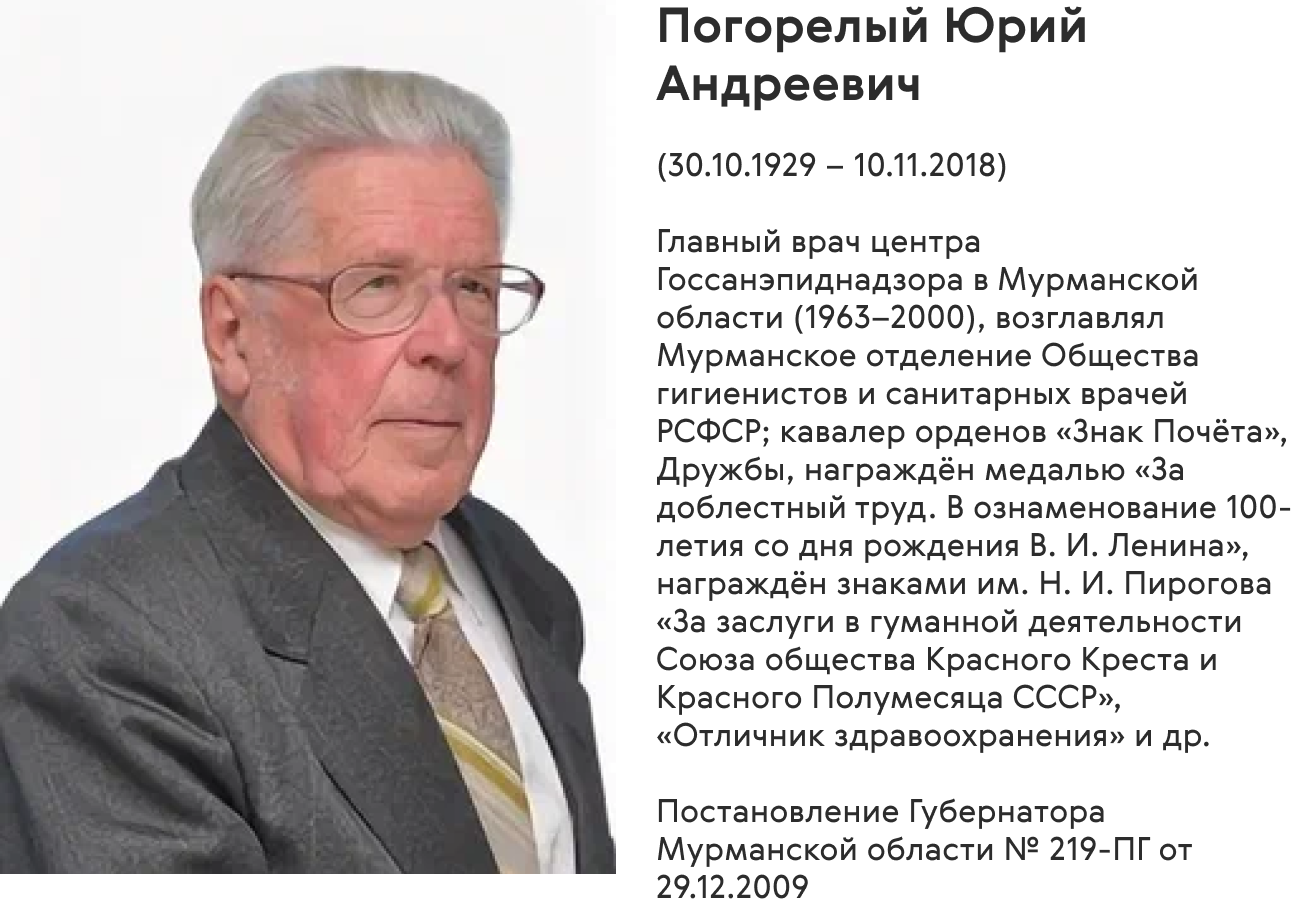 Погорелый Юрий
Андреевич
(30.10.1929 – 10.11.2018)
Главный врач центра
Госсанэпиднадзора в Мурманской
области (1963–2000), возглавлял
Мурманское отделение Общества
гигиенистов и санитарных врачей
РСФСР; кавалер орденов «Знак Почёта»,
Дружбы, награждён медалью «За
доблестный труд. В ознаменование 100-
летия со дня рождения В. И. Ленина»,
награждён знаками им. Н. И. Пирогова
«За заслуги в гуманной деятельности
Союза общества Красного Креста и
Красного Полумесяца СССР»,
«Отличник здравоохранения» и др.
Постановление Губернатора
Мурманской области № 219-ПГ от
29.12.2009